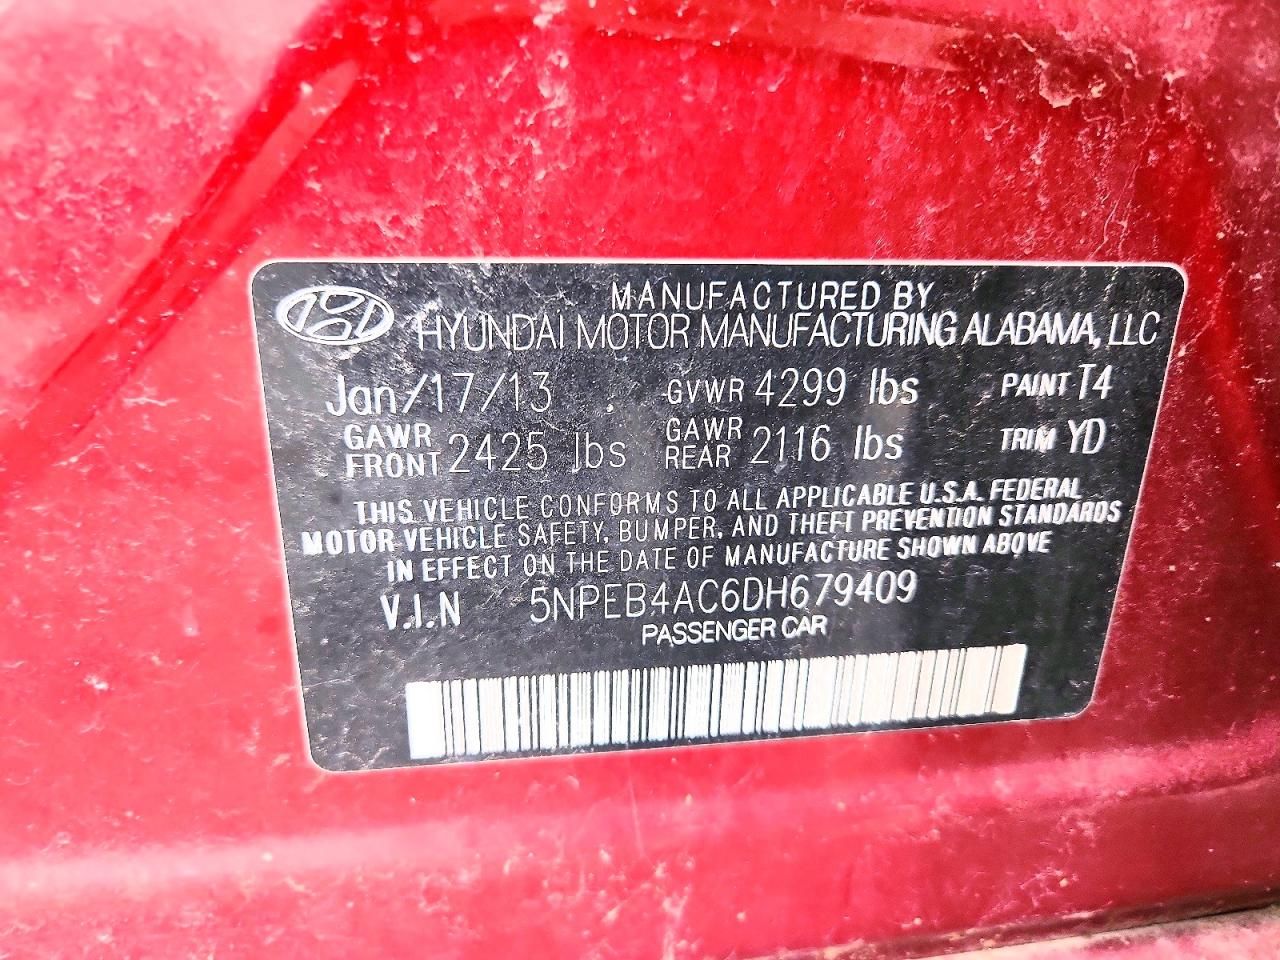 MANUFACTURED BY
HYUNDAI MOTOR MANUFACTURING ALABAMA, LLC
Jan/17/13 GVWR 4299 lbs PAINT T4
GAWR FRONT 2425 lbs GAWR REAR 2116 lbs TRIM YD
THIS VEHICLE CONFORMS TO ALL APPLICABLE U.S.A. FEDERAL
MOTOR VEHICLE SAFETY, BUMPER, AND THEFT PREVENTION STANDARDS
IN EFFECT ON THE DATE OF MANUFACTURE SHOWN ABOVE
V.I.N 5NPEB4AC6DH679409
PASSENGER CAR